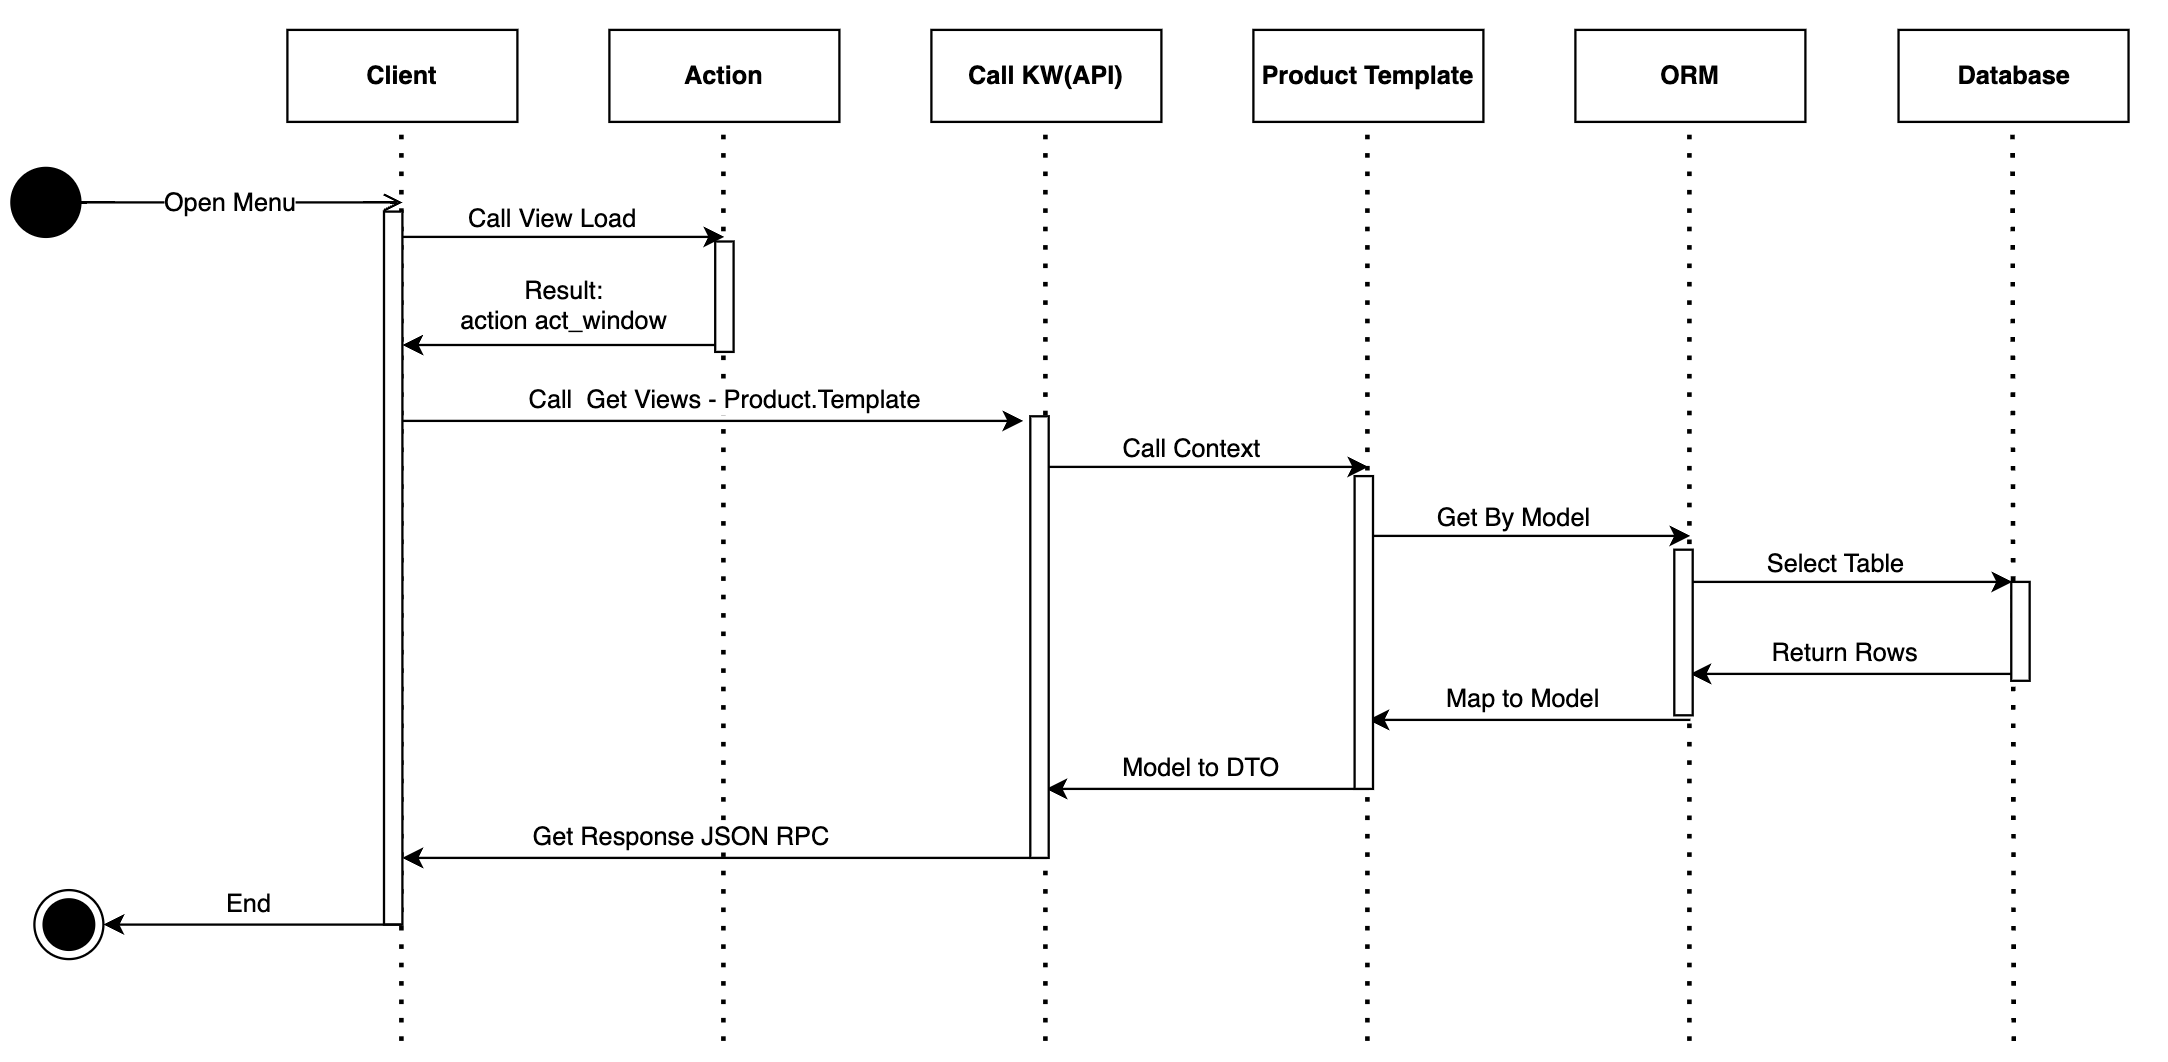 Client
Action
Call KW(API)
Product Template
ORM
Database
Open Menu
Call View Load
Result:
action act_window
Call  Get Views - Product.Template
Call Context
Get By Model
Select Table
Return Rows
Map to Model
Model to DTO
Get Response JSON RPC
End